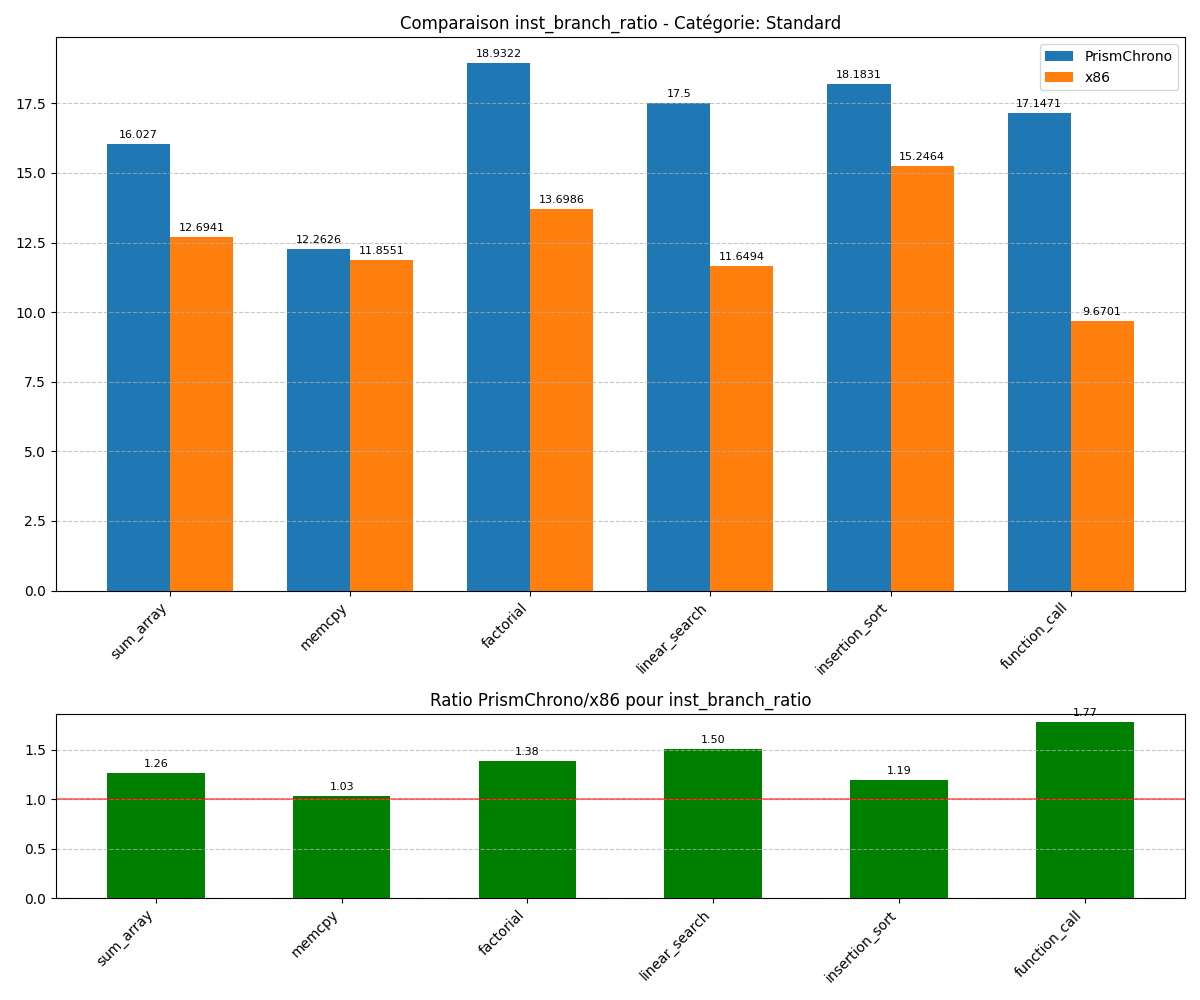 Comparaison inst_branch_ratio - Catégorie: Standard
PrismChrono
x86
18.9322
18.1831
17.5
17.1471
16.027
15.2464
13.6986
12.6941
12.2626
11.8551
11.6494
9.6701
17.5
15.0
12.5
10.0
7.5
5.0
2.5
0.0
sum_array
memcpy
factorial
linear_search
insertion_sort
function_call
Ratio PrismChrono/x86 pour inst_branch_ratio
1.26
1.03
1.38
1.50
1.19
1.77
1.5
1.0
0.5
0.0
sum_array
memcpy
factorial
linear_search
insertion_sort
function_call